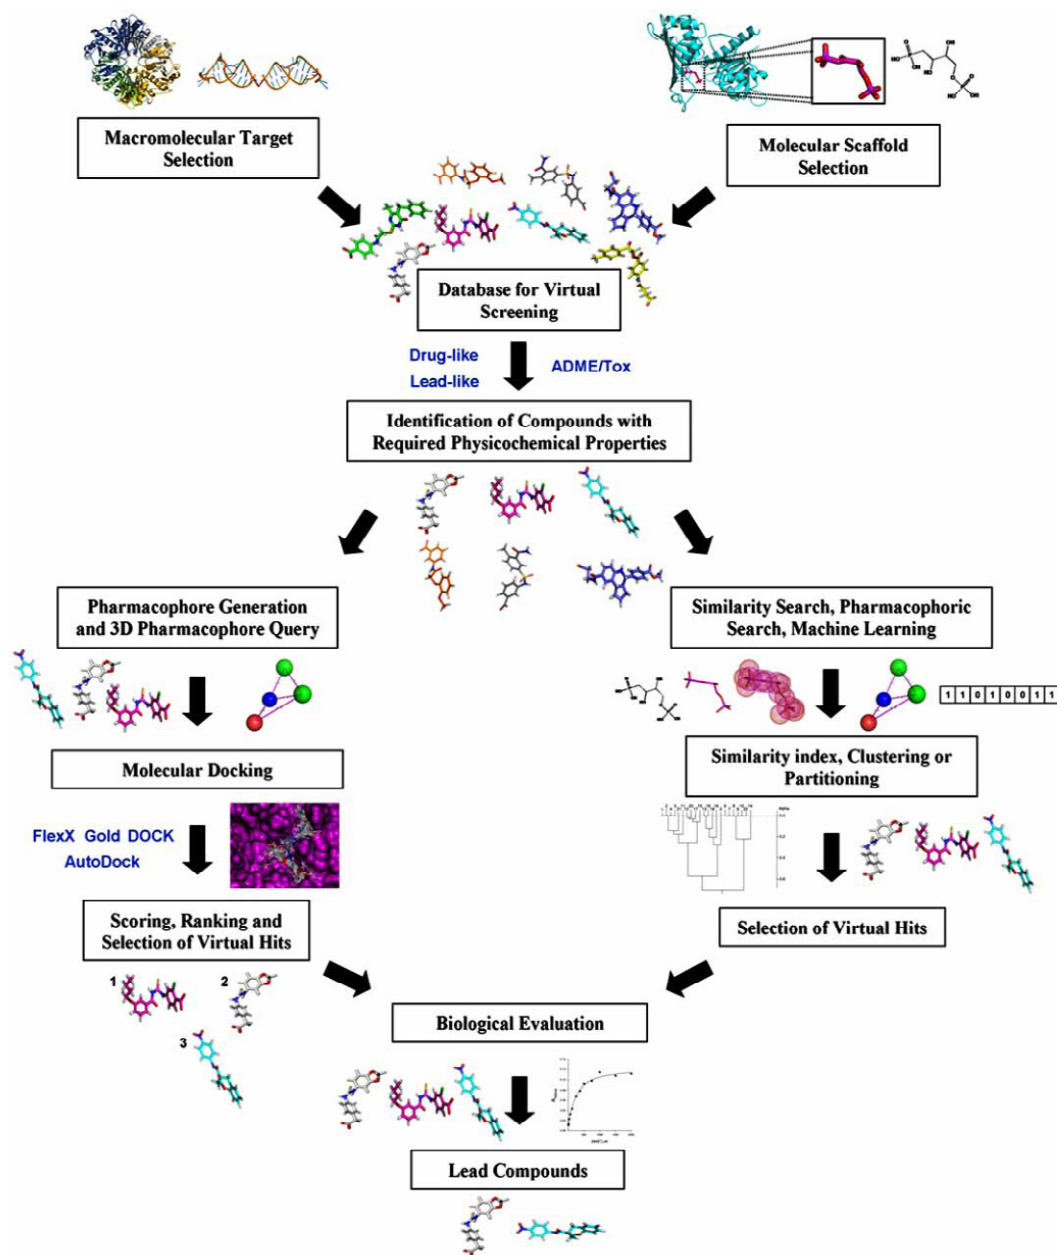 Macromolecular Target
Selection
Molecular Scaffold
Selection
Database for Virtual
Screening
Drug-like
Lead-like
ADME/Tox
Identification of Compounds with
Required Physicochemical Properties
Pharmacophore Generation
and 3D Pharmacophore Query
Similarity Search, Pharmacophoric
Search, Machine Learning
1 1 0 1 0 0 1 1
Molecular Docking
Similarity index, Clustering or
Partitioning
FlexX Gold DOCK
AutoDock
Scoring, Ranking and
Selection of Virtual Hits
Selection of Virtual Hits
1
2
3
Biological Evaluation
Lead Compounds